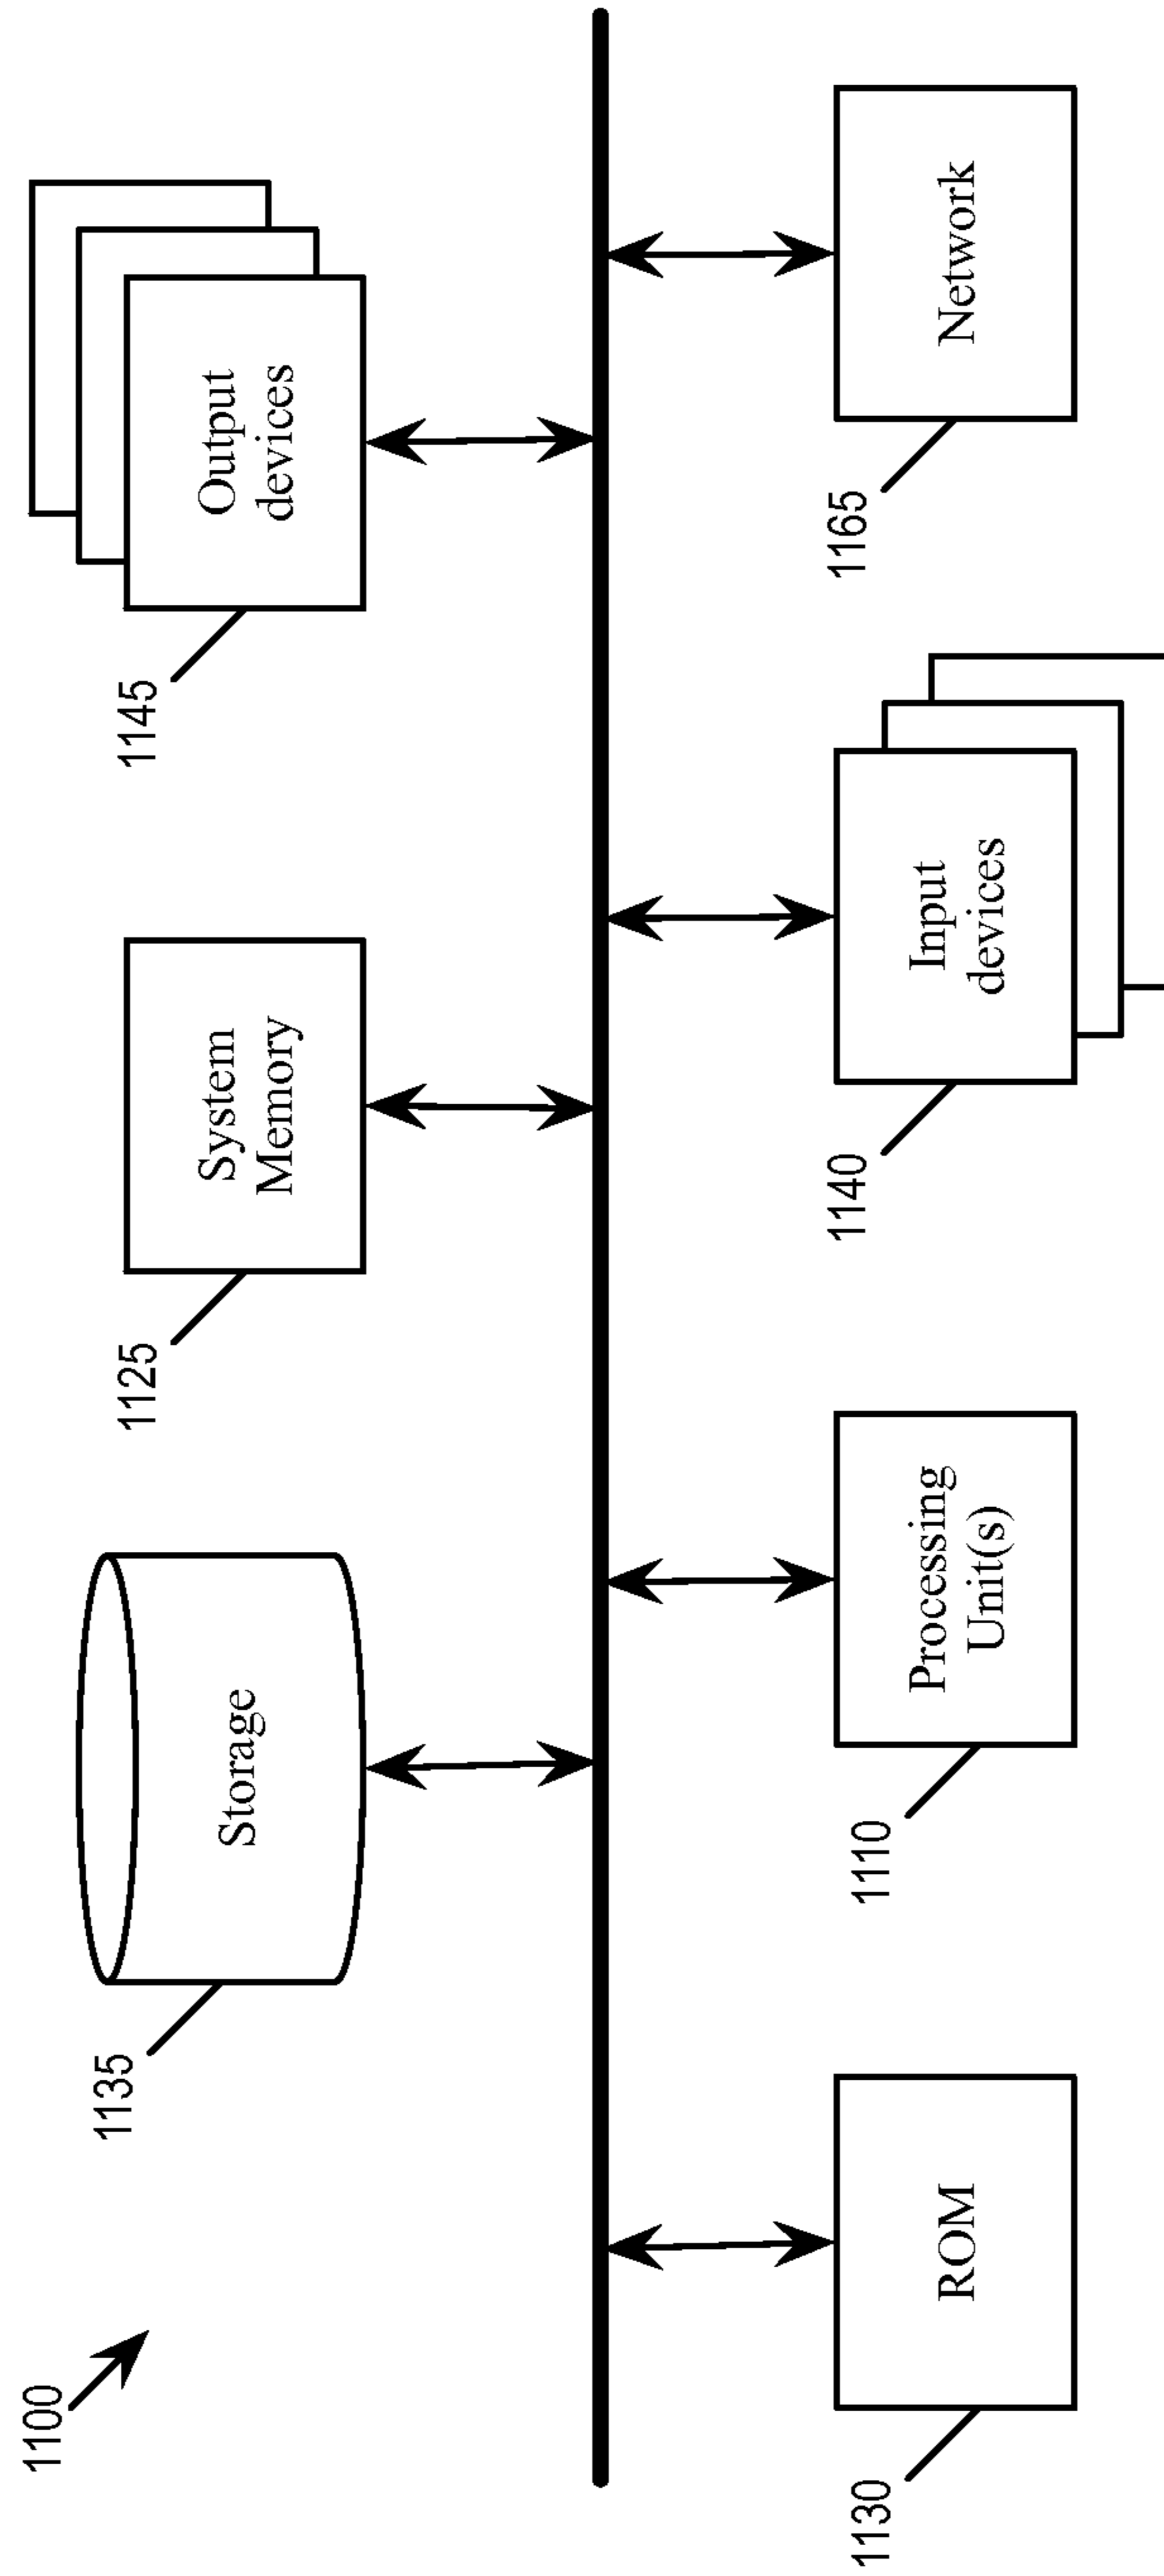 1100
1135
Storage
1125
System
Memory
1145
Output
devices
1130
ROM
1110
Processing
Unit(s)
1140
Input
devices
1165
Network